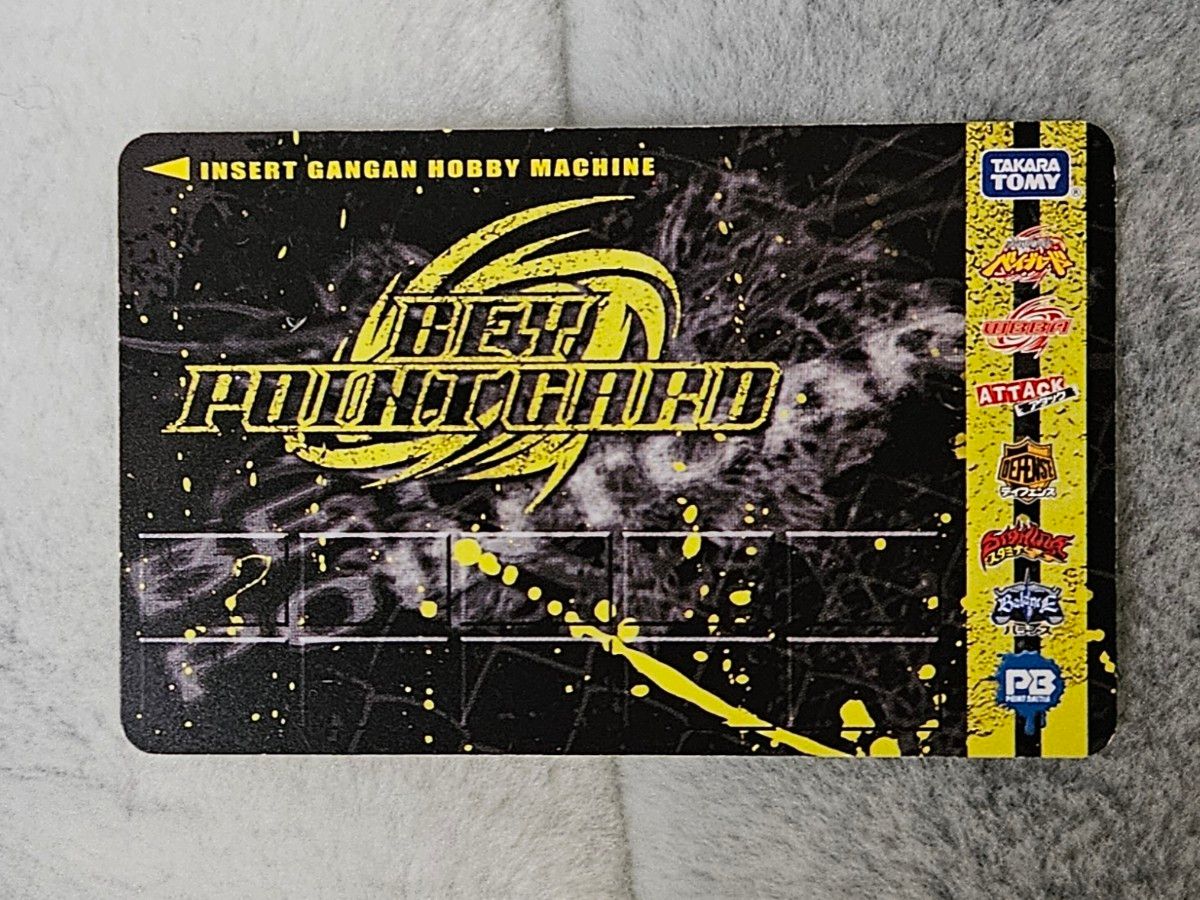 INSERT GANGAN HOBBY MACHINE
BEY
POINT CARD
TAKARA
TOMY
®
ベイブレード
WBBA
ATTACK
アタック
DEFENSE
ディフェンス
STAMINA
スタミナ
Balance
バランス
PB
POINT BATTLE